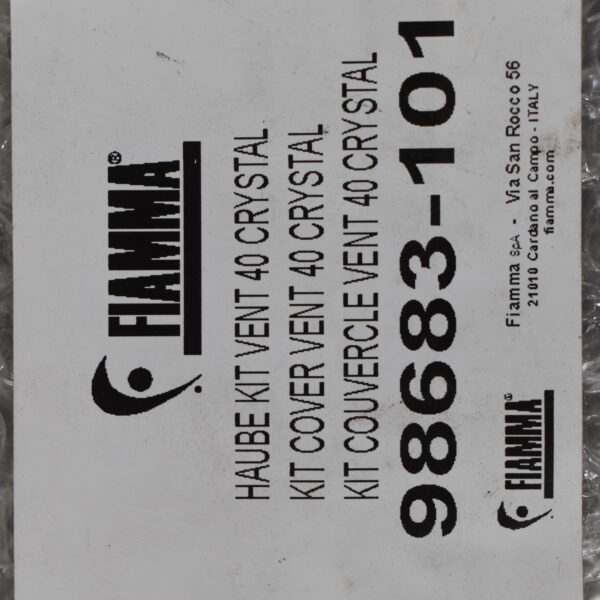 FIAMMA®
HAUBE KIT VENT 40 CRYSTAL
KIT COVER VENT 40 CRYSTAL
KIT COUVERCLE VENT 40 CRYSTAL
98683-101
FIAMMA®
Fiamma SpA - Via San Rocco 56
21010 Cardano al Campo - ITALY
fiamma.com